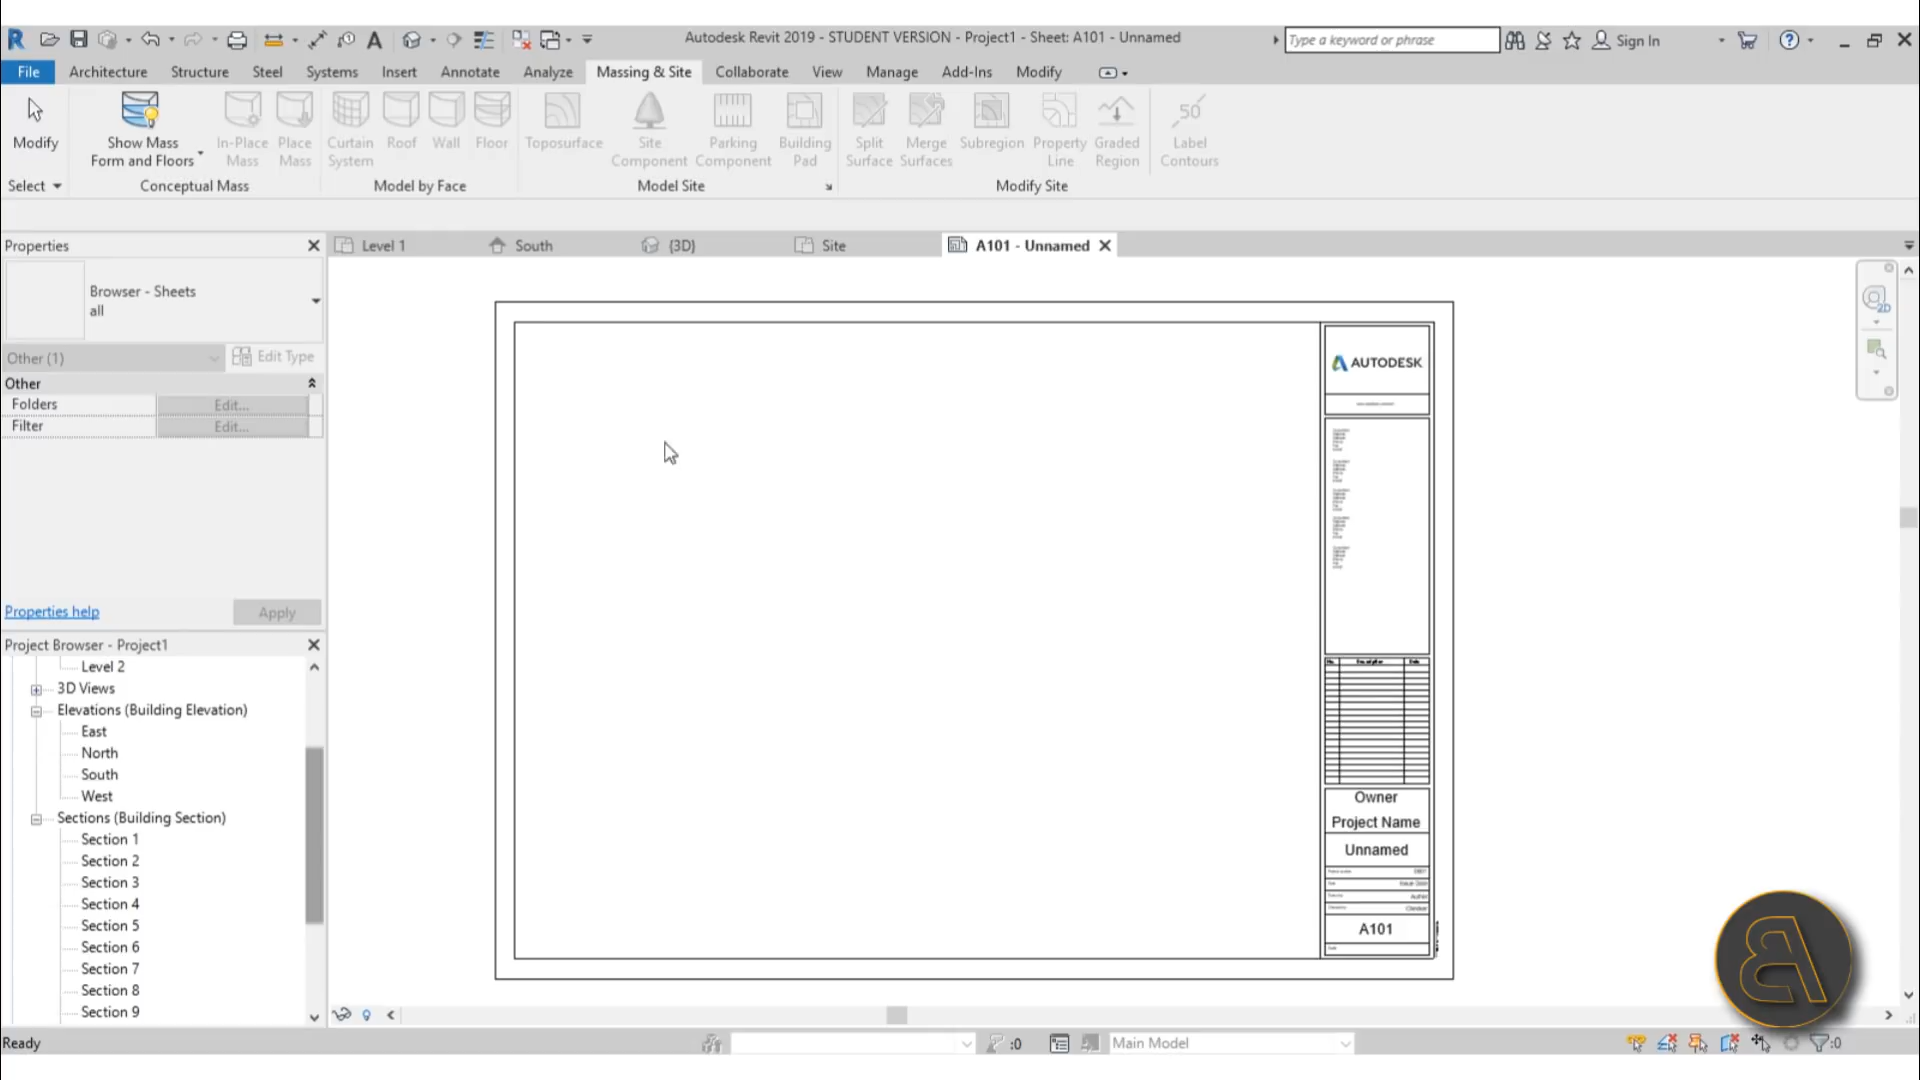 Autodesk Revit 2019 - STUDENT VERSION - Project1 - Sheet: A101 - Unnamed
Type a keyword or phrase
Sign In
File Architecture Structure Steel Systems Insert Annotate Analyze Massing & Site Collaborate View Manage Add-Ins Modify
Modify
Show Mass
Form and Floors
In-Place
Mass
Place
Mass
Curtain
System
Roof
Wall
Floor
Toposurface
Site
Component
Parking
Component
Building
Pad
Split
Surface
Merge
Surfaces
Subregion
Property
Line
Graded
Region
50'
Label
Contours
Select
Conceptual Mass
Model by Face
Model Site
Modify Site
Properties
Level 1
South
{3D}
Site
A101 - Unnamed
Browser - Sheets
all
Other (1)
Edit Type
Other
Folders
Edit...
Filter
Edit...
Properties help
Apply
Project Browser - Project1
Level 2
3D Views
Elevations (Building Elevation)
East
North
South
West
Sections (Building Section)
Section 1
Section 2
Section 3
Section 4
Section 5
Section 6
Section 7
Section 8
Section 9
2D
AUTODESK
No. Description Date
Owner
Project Name
Unnamed
A101
Ready
:0
Main Model
:0